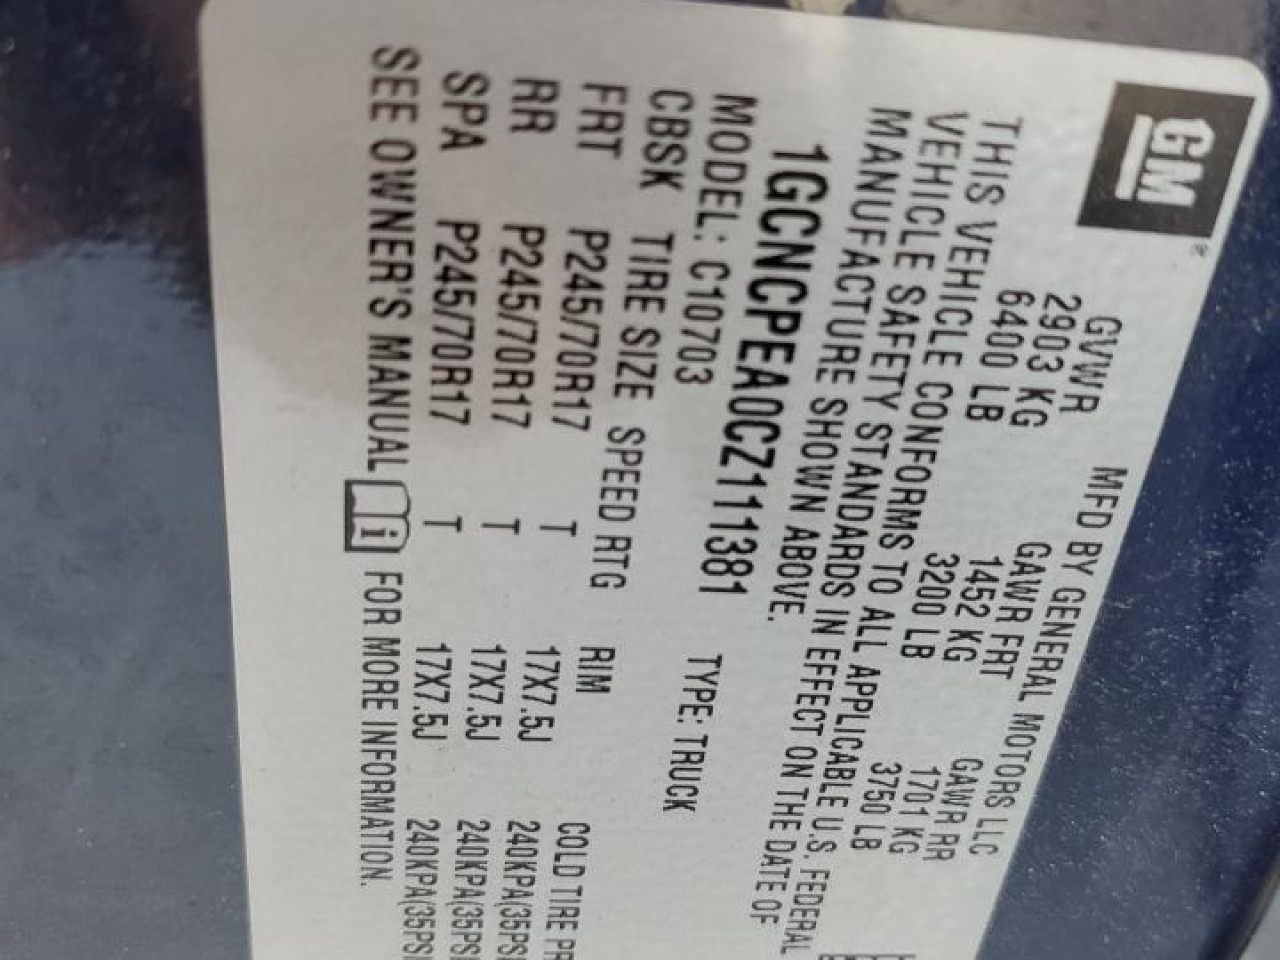 GM
MFD BY GENERAL MOTORS LLC
GVWR GAWR FRT GAWR RR
2903 KG 1452 KG 1701 KG
6400 LB 3200 LB 3750 LB
THIS VEHICLE CONFORMS TO ALL APPLICABLE U.S. FEDERAL
VEHICLE SAFETY STANDARDS IN EFFECT ON THE DATE OF
MANUFACTURE SHOWN ABOVE.
1GCNCPEA0CZ111381 TYPE: TRUCK
MODEL: C10703
CBSK TIRE SIZE SPEED RTG RIM COLD TIRE PR
FRT P245/70R17 T 17X7.5J 240KPA(35PSI
RR P245/70R17 T 17X7.5J 240KPA(35PSI
SPA P245/70R17 T 17X7.5J 240KPA(35PSI
SEE OWNER'S MANUAL i FOR MORE INFORMATION.